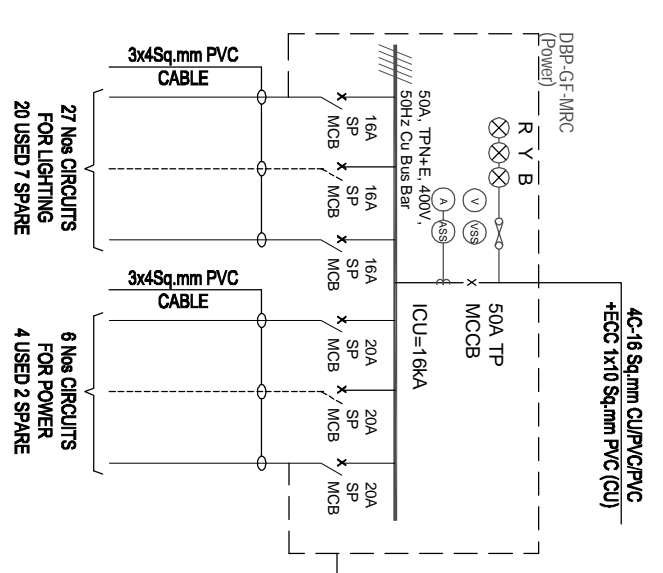 DBP-GF-MRC
(Power)
R Y B
V
VSS
A
ASS
4C-16 Sq.mm CU/PVC/PVC
+ECC 1x10 Sq.mm PVC (CU)
50A TP
MCCB
ICU=16kA
50A, TPN+E, 400V,
50Hz Cu Bus Bar
16A
SP
MCB
16A
SP
MCB
16A
SP
MCB
20A
SP
MCB
20A
SP
MCB
20A
SP
MCB
3x4Sq.mm PVC
CABLE
3x4Sq.mm PVC
CABLE
27 Nos CIRCUITS
FOR LIGHTING
20 USED 7 SPARE
6 Nos CIRCUITS
FOR POWER
4 USED 2 SPARE